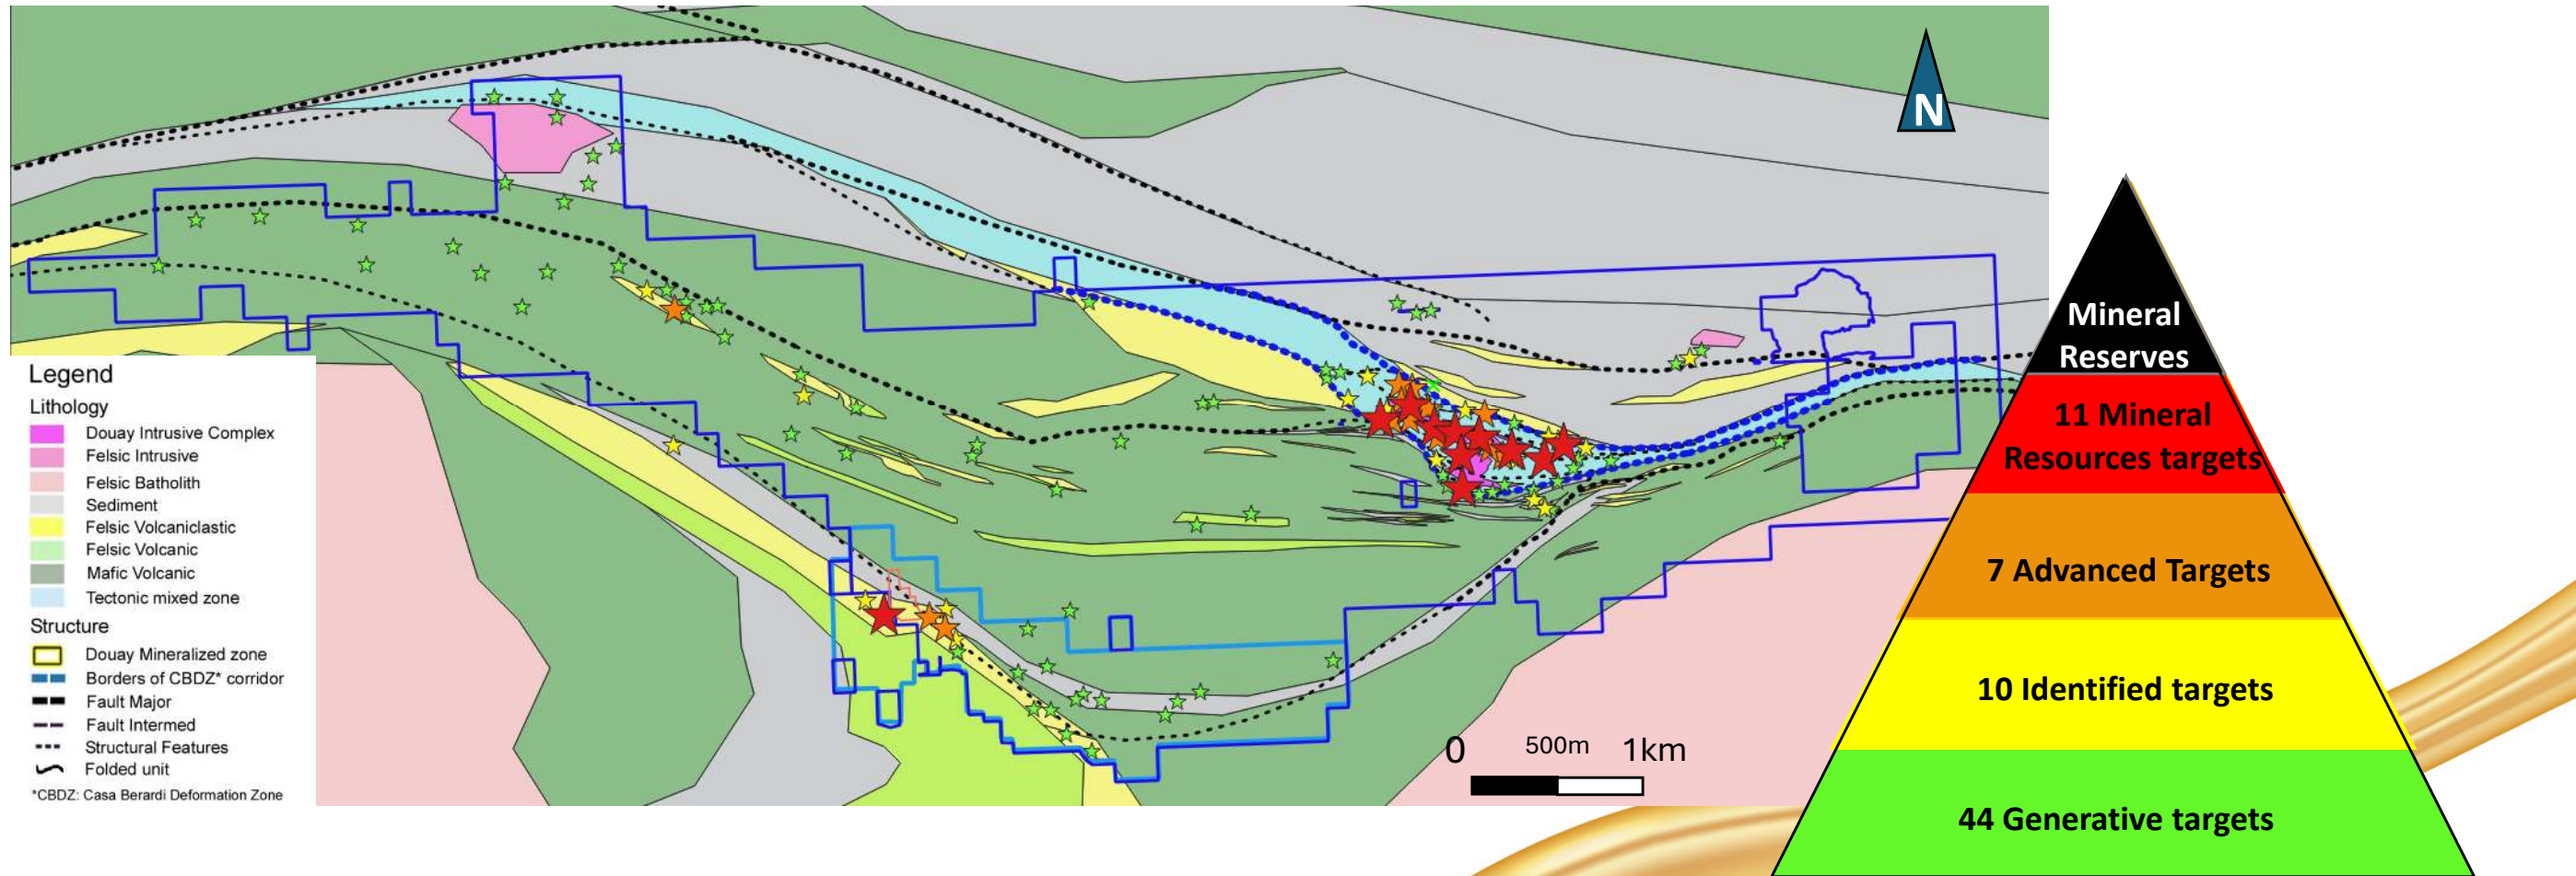 N
Legend
Lithology
Douay Intrusive Complex
Felsic Intrusive
Felsic Batholith
Sediment
Felsic Volcaniclastic
Felsic Volcanic
Mafic Volcanic
Tectonic mixed zone
Structure
Douay Mineralized zone
Borders of CBDZ* corridor
Fault Major
Fault Intermed
Structural Features
Folded unit
*CBDZ: Casa Berardi Deformation Zone
0 500m 1km
Mineral
Reserves
11 Mineral
Resources targets
7 Advanced Targets
10 Identified targets
44 Generative targets